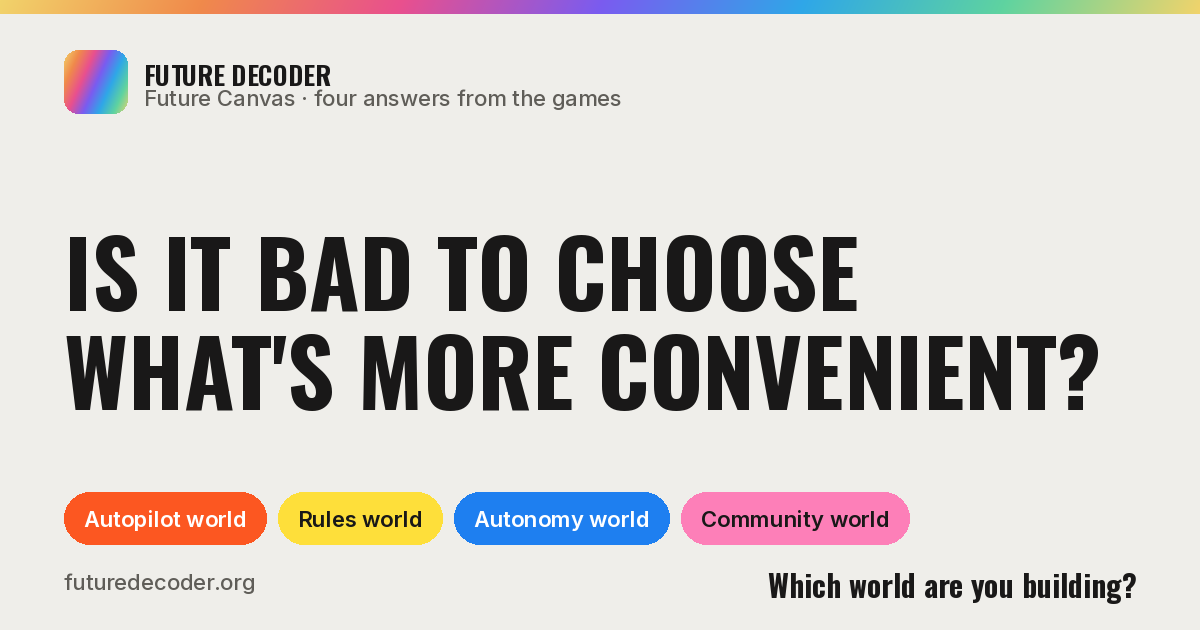 FUTURE DECODER
Future Canvas · four answers from the games
IS IT BAD TO CHOOSE
WHAT'S MORE CONVENIENT?
Autopilot world
Rules world
Autonomy world
Community world
futuredecoder.org
Which world are you building?